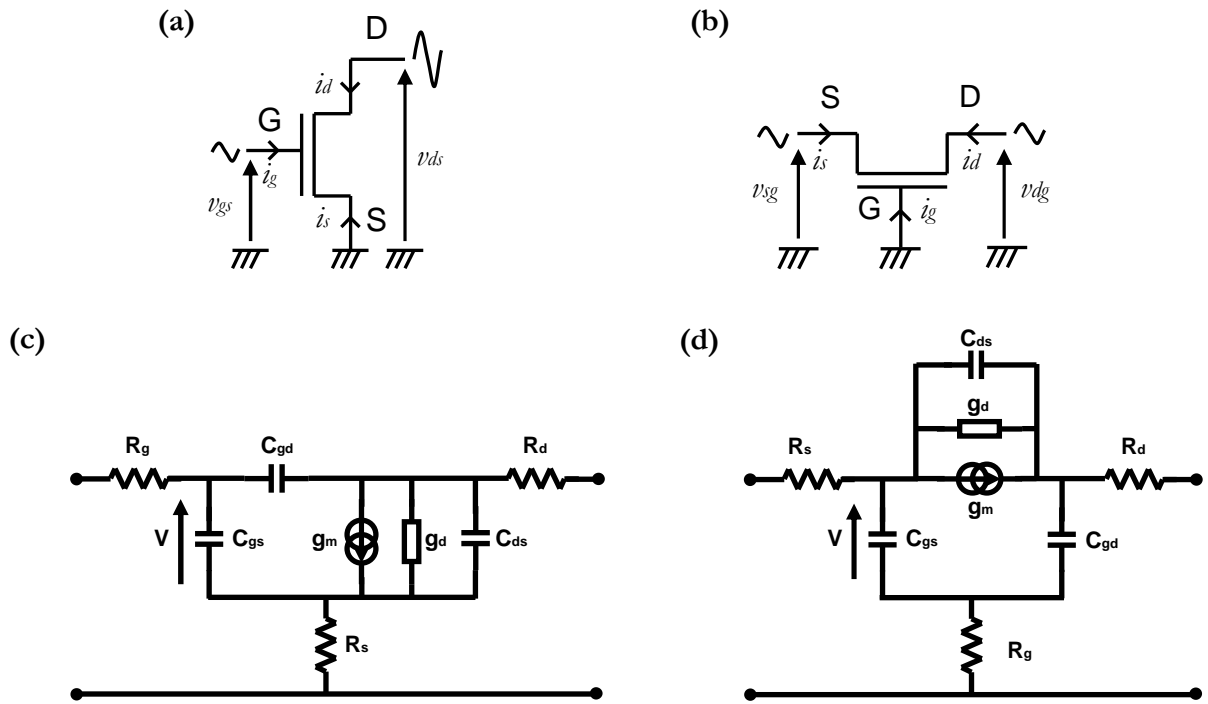 (a)
D
i_d
G
i_g
v_gs
v_ds
i_s
S
(b)
S
D
i_s
i_d
v_sg
G
i_g
v_dg
(c)
R_g
C_gd
R_d
V
C_gs
g_m
g_d
C_ds
R_s
(d)
C_ds
g_d
R_s
R_d
g_m
V
C_gs
C_gd
R_g